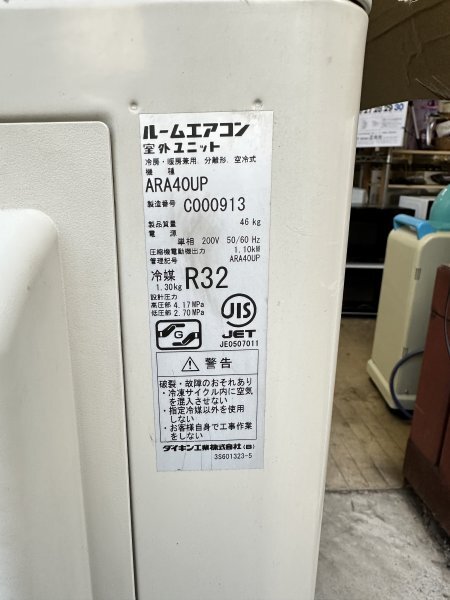 ルームエアコン
室外ユニット
冷房・暖房兼用, 分離形, 空冷式
機 種
ARA40UP
製造番号 C000913
製品質量 46 kg
電 源
単相 200V 50/60 Hz
圧縮機電動機出力 1.10kW
管理記号 ARA40UP
冷媒 R32
1.30kg
設計圧力
高圧部 4.17MPa
低圧部 2.70MPa
G
JIS
JET
JE0507011
警告
破裂・故障のおそれあり
・冷凍サイクル内に空気
を混入させない
・指定冷媒以外を使用
しない
・お客様自身で工事作業
をしない
ダイキン工業株式会社(B)
3S601323-5
27 28 29 30